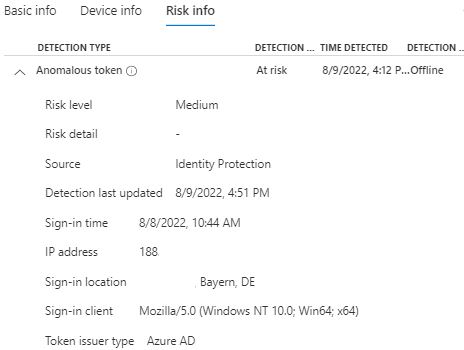 Basic info Device info Risk info
DETECTION TYPE DETECTION ... TIME DETECTED DETECTION ...
Anomalous token At risk 8/9/2022, 4:12 P... Offline
Risk level Medium
Risk detail -
Source Identity Protection
Detection last updated 8/9/2022, 4:51 PM
Sign-in time 8/8/2022, 10:44 AM
IP address 188
Sign-in location , Bayern, DE
Sign-in client Mozilla/5.0 (Windows NT 10.0; Win64; x64)
Token issuer type Azure AD